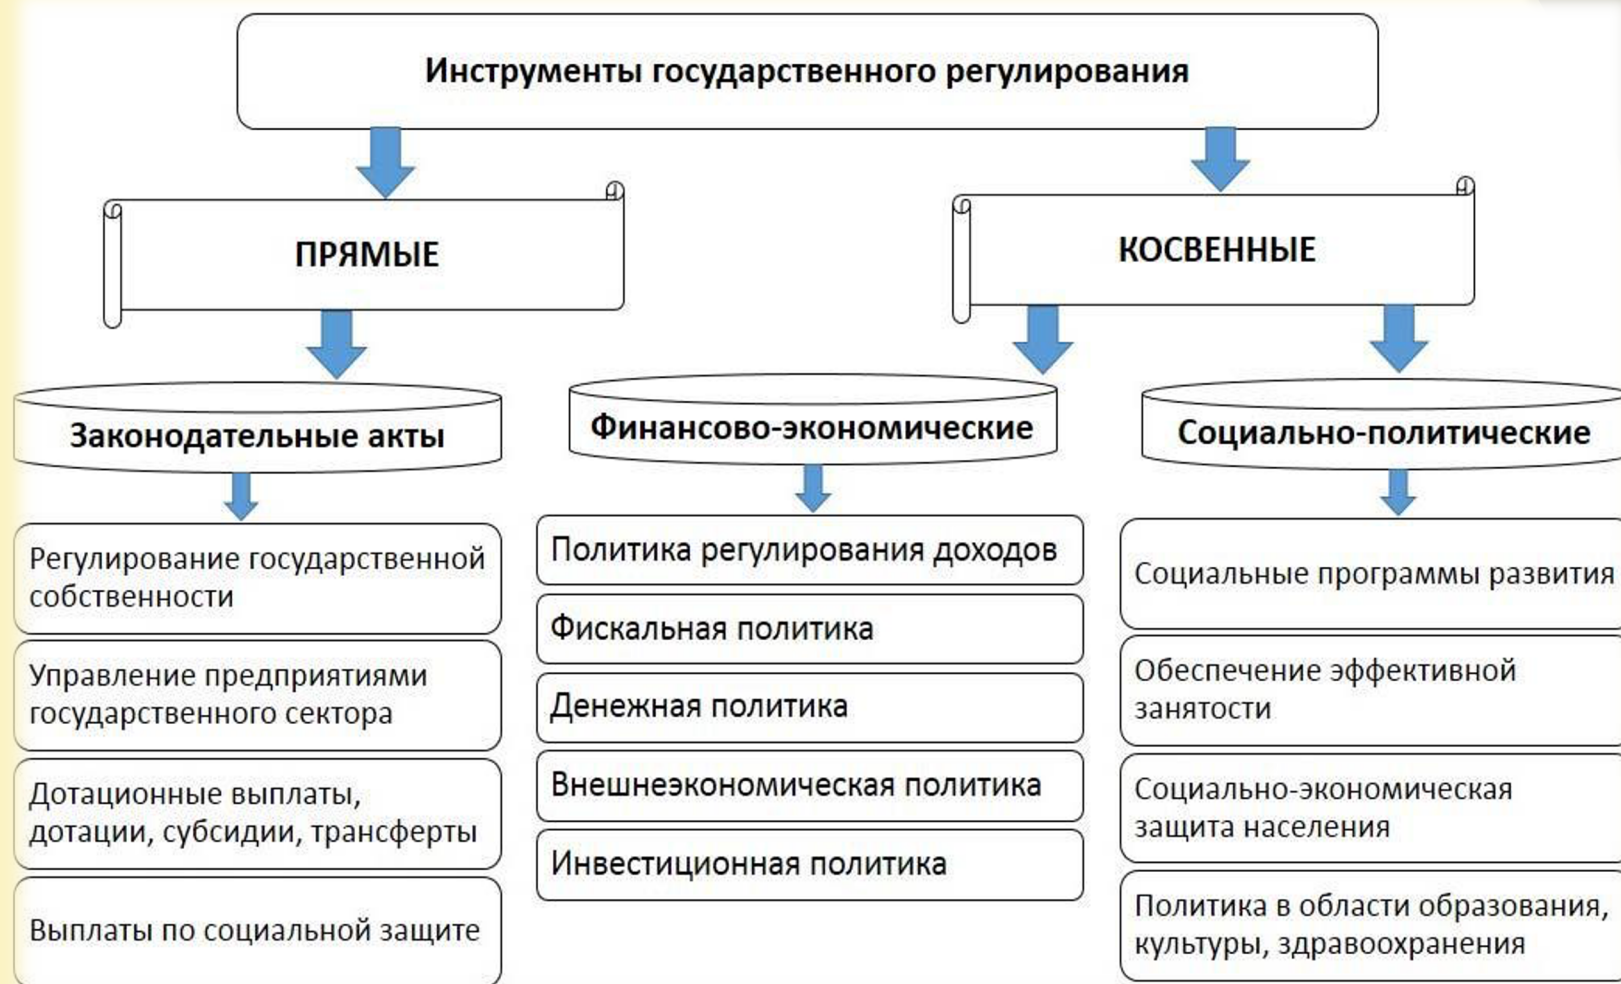 Инструменты государственного регулирования
ПРЯМЫЕ
КОСВЕННЫЕ
Законодательные акты
Финансово-экономические
Социально-политические
Регулирование государственной
собственности
Управление предприятиями
государственного сектора
Дотационные выплаты,
дотации, субсидии, трансферты
Выплаты по социальной защите
Политика регулирования доходов
Фискальная политика
Денежная политика
Внешнеэкономическая политика
Инвестиционная политика
Социальные программы развития
Обеспечение эффективной
занятости
Социально-экономическая
защита населения
Политика в области образования,
культуры, здравоохранения